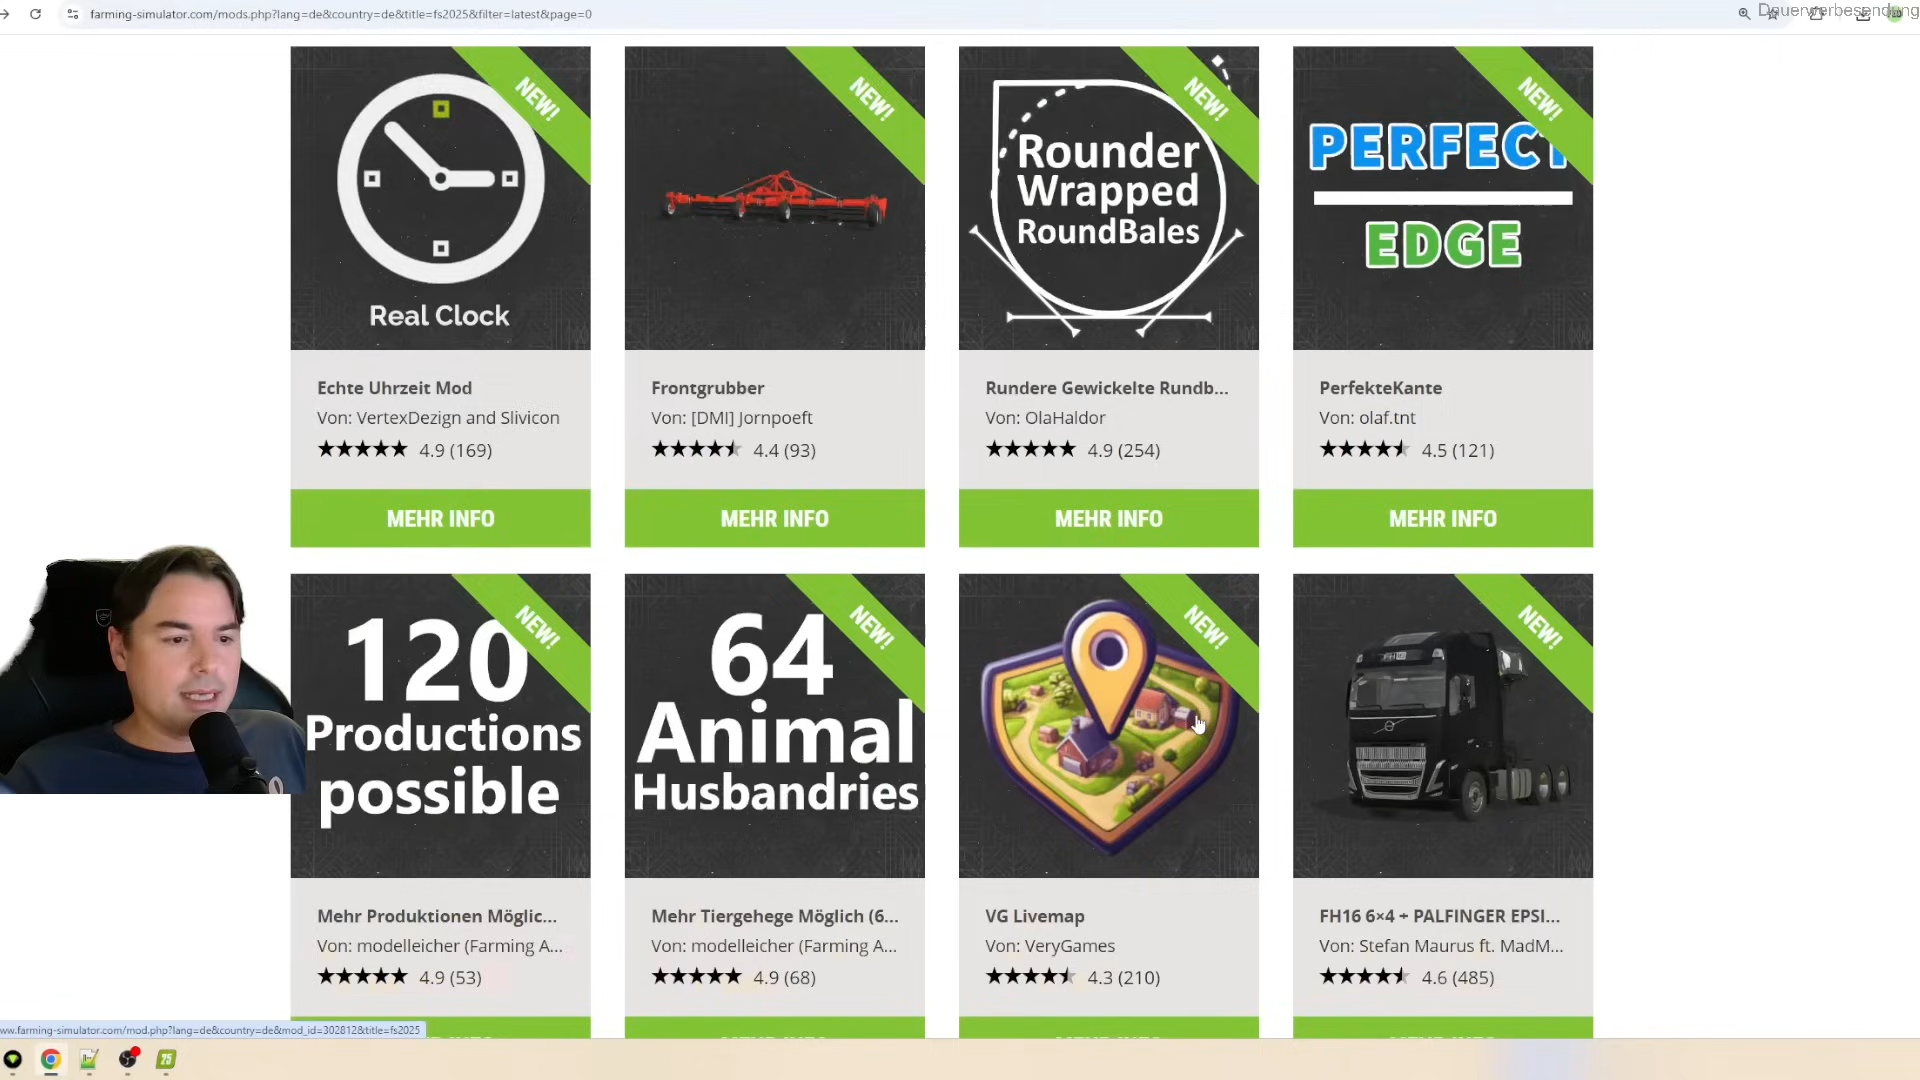 farming-simulator.com/mods.php?lang=de&country=de&title=fs2025&filter=latest&page=0
Dauerwerbesendung
NEW!
Real Clock
Echte Uhrzeit Mod
Von: VertexDezign and Slivicon
4.9 (169)
MEHR INFO
NEW!
Frontgrubber
Von: [DMI] Jornpoeft
4.4 (93)
MEHR INFO
NEW!
Rounder
Wrapped
RoundBales
Rundere Gewickelte Rundb...
Von: OlaHaldor
4.9 (254)
MEHR INFO
NEW!
PERFECT
EDGE
PerfekteKante
Von: olaf.tnt
4.5 (121)
MEHR INFO
NEW!
120
Productions
possible
Mehr Produktionen Möglic...
Von: modelleicher (Farming A...
4.9 (53)
NEW!
64
Animal
Husbandries
Mehr Tiergehege Möglich (6...
Von: modelleicher (Farming A...
4.9 (68)
NEW!
VG Livemap
Von: VeryGames
4.3 (210)
NEW!
FH16 6×4 + PALFINGER EPSI...
Von: Stefan Maurus ft. MadM...
4.6 (485)
ww.farming-simulator.com/mod.php?lang=de&country=de&mod_id=302812&title=fs2025
25